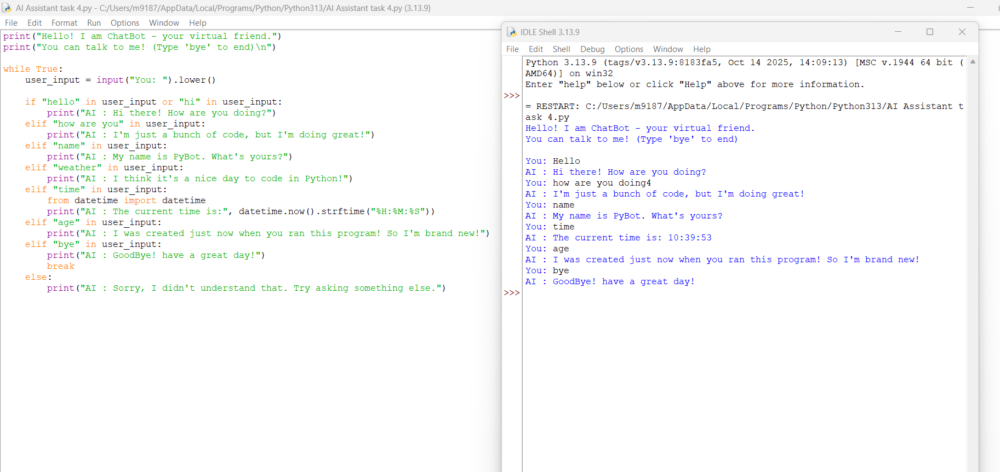 AI Assistant task 4.py - C:/Users/m9187/AppData/Local/Programs/Python/Python313/AI Assistant task 4.py (3.13.9)
File Edit Format Run Options Window Help
print("Hello! I am ChatBot - your virtual friend.")
print("You can talk to me! (Type 'bye' to end)\n")
while True:
    user_input = input("You: ").lower()
    if "hello" in user_input or "hi" in user_input:
        print("AI : Hi there! How are you doing?")
    elif "how are you" in user_input:
        print("AI : I'm just a bunch of code, but I'm doing great!")
    elif "name" in user_input:
        print("AI : My name is PyBot. What's yours?")
    elif "weather" in user_input:
        print("AI : I think it's a nice day to code in Python!")
    elif "time" in user_input:
        from datetime import datetime
        print("AI : The current time is:", datetime.now().strftime("%H:%M:%S"))
    elif "age" in user_input:
        print("AI : I was created just now when you ran this program! So I'm brand new!")
    elif "bye" in user_input:
        print("AI : GoodBye! have a great day!")
        break
    else:
        print("AI : Sorry, I didn't understand that. Try asking something else.")
IDLE Shell 3.13.9
File Edit Shell Debug Options Window Help
Python 3.13.9 (tags/v3.13.9:8183fa5, Oct 14 2025, 14:09:13) [MSC v.1944 64 bit (
AMD64)] on win32
Enter "help" below or click "Help" above for more information.
>>>
= RESTART: C:/Users/m9187/AppData/Local/Programs/Python/Python313/AI Assistant t
ask 4.py
Hello! I am ChatBot - your virtual friend.
You can talk to me! (Type 'bye' to end)
You: Hello
AI : Hi there! How are you doing?
You: how are you doing4
AI : I'm just a bunch of code, but I'm doing great!
You: name
AI : My name is PyBot. What's yours?
You: time
AI : The current time is: 10:39:53
You: age
AI : I was created just now when you ran this program! So I'm brand new!
You: bye
AI : GoodBye! have a great day!
>>>